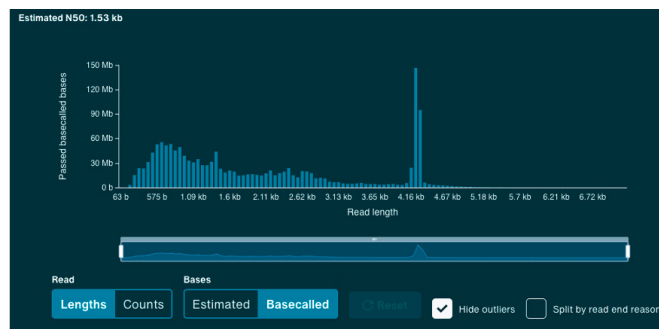 Estimated N50: 1.53 kb
Passed basecalled bases
150 Mb
120 Mb
90 Mb
60 Mb
30 Mb
0 b
63 b 575 b 1.09 kb 1.6 kb 2.11 kb 2.62 kb 3.13 kb 3.65 kb 4.16 kb 4.67 kb 5.18 kb 5.7 kb 6.21 kb 6.72 kb
Read length
Read Bases
Lengths Counts Estimated Basecalled Reset Hide outliers Split by read end reason